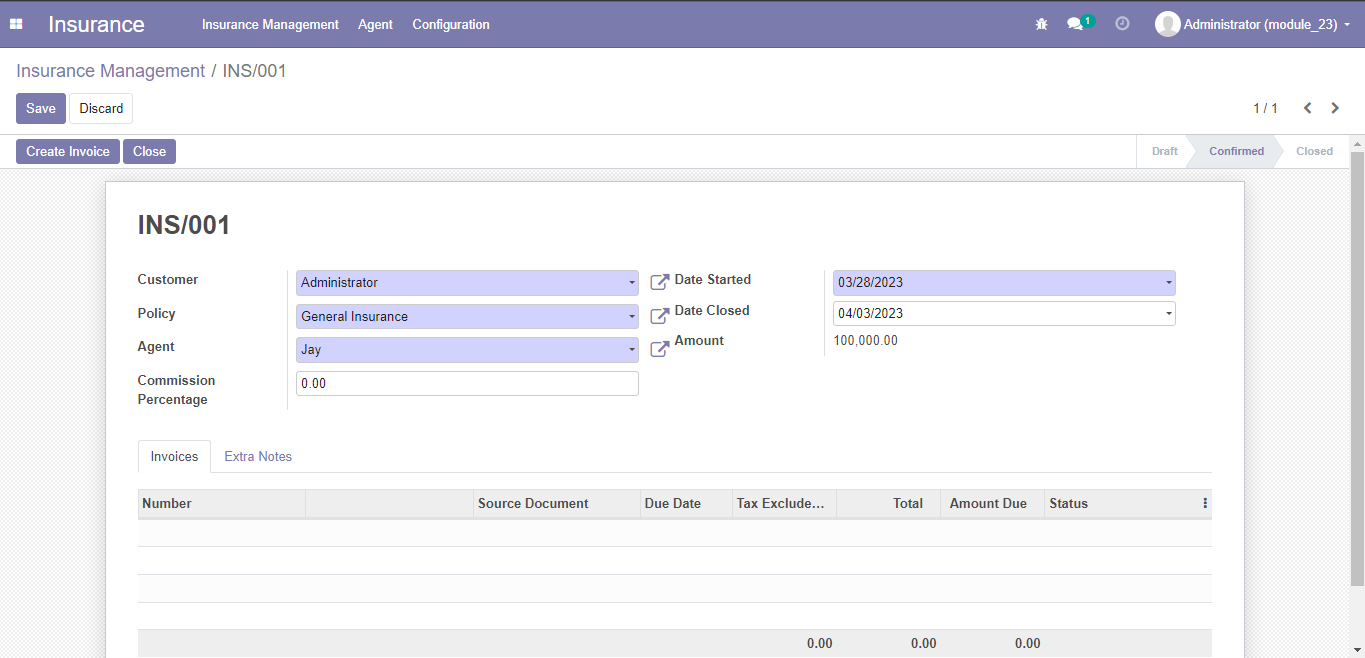 Insurance Insurance Management Agent Configuration 1 Administrator (module_23)
Insurance Management / INS/001
Save Discard 1 / 1
Create Invoice Close Draft Confirmed Closed
INS/001
Customer Administrator Date Started 03/28/2023
Policy General Insurance Date Closed 04/03/2023
Agent Jay Amount 100,000.00
Commission Percentage 0.00
Invoices Extra Notes
Number Source Document Due Date Tax Exclude... Total Amount Due Status
0.00 0.00 0.00